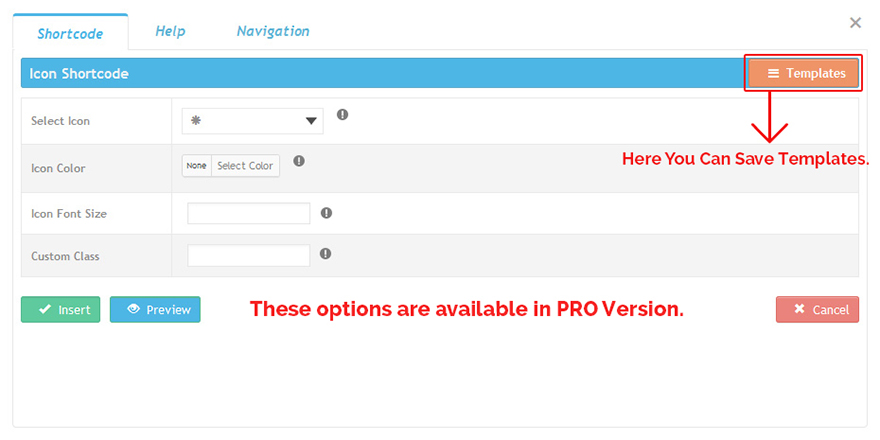 Shortcode Help Navigation
Icon Shortcode Templates
Select Icon
Here You Can Save Templates.
Icon Color None Select Color
Icon Font Size
Custom Class
Insert Preview These options are available in PRO Version. Cancel